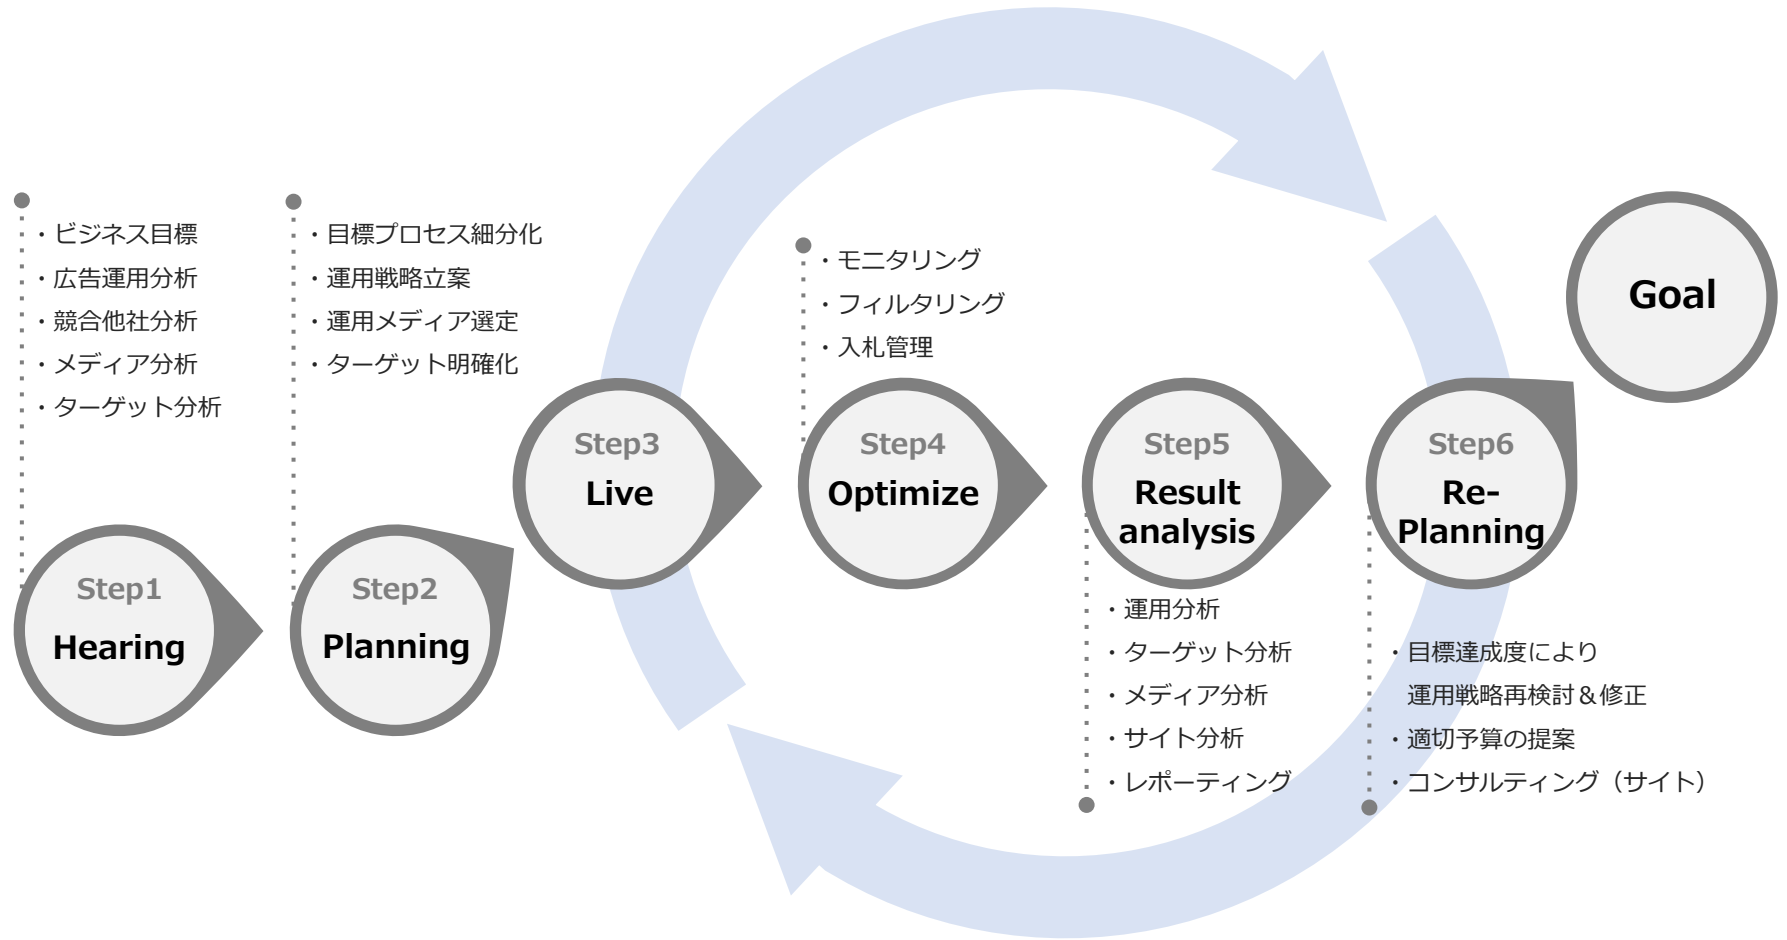 ・ビジネス目標
・広告運用分析
・競合他社分析
・メディア分析
・ターゲット分析
Step1
Hearing
・目標プロセス細分化
・運用戦略立案
・運用メディア選定
・ターゲット明確化
Step2
Planning
Step3
Live
・モニタリング
・フィルタリング
・入札管理
Step4
Optimize
Step5
Result
analysis
・運用分析
・ターゲット分析
・メディア分析
・サイト分析
・レポーティング
Step6
Re-
Planning
・目標達成度により
運用戦略再検討＆修正
・適切予算の提案
・コンサルティング（サイト）
Goal